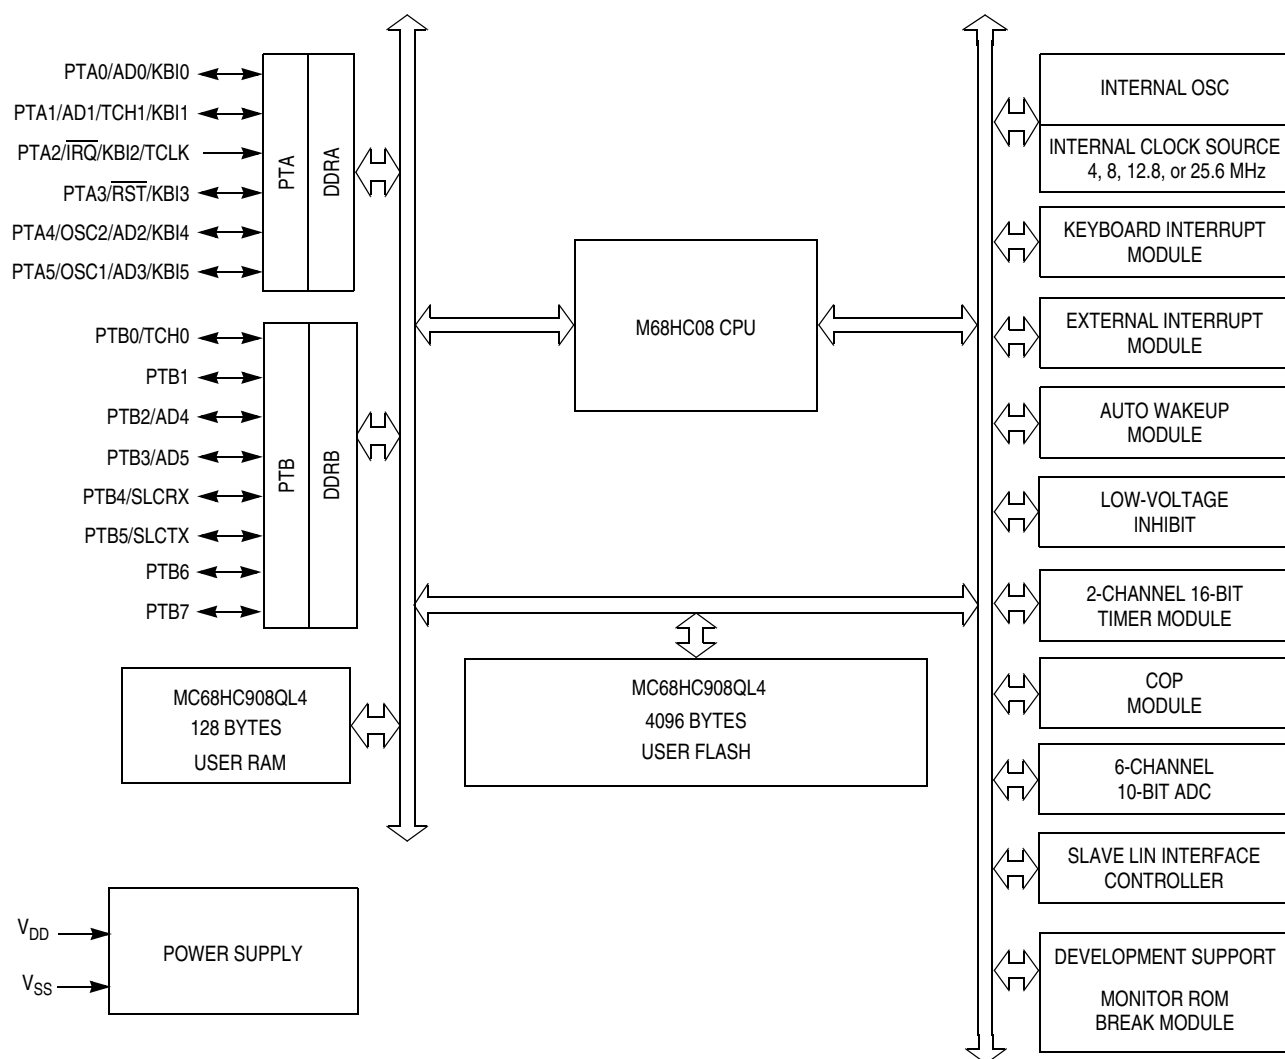 PTA0/AD0/KBI0
PTA1/AD1/TCH1/KBI1
PTA2/IRQ/KBI2/TCLK
PTA3/RST/KBI3
PTA4/OSC2/AD2/KBI4
PTA5/OSC1/AD3/KBI5
PTA
DDRA
PTB0/TCH0
PTB1
PTB2/AD4
PTB3/AD5
PTB4/SLCRX
PTB5/SLCTX
PTB6
PTB7
PTB
DDRB
MC68HC908QL4
128 BYTES
USER RAM
VDD
VSS
POWER SUPPLY
M68HC08 CPU
MC68HC908QL4
4096 BYTES
USER FLASH
INTERNAL OSC
INTERNAL CLOCK SOURCE
4, 8, 12.8, or 25.6 MHz
KEYBOARD INTERRUPT
MODULE
EXTERNAL INTERRUPT
MODULE
AUTO WAKEUP
MODULE
LOW-VOLTAGE
INHIBIT
2-CHANNEL 16-BIT
TIMER MODULE
COP
MODULE
6-CHANNEL
10-BIT ADC
SLAVE LIN INTERFACE
CONTROLLER
DEVELOPMENT SUPPORT
MONITOR ROM
BREAK MODULE